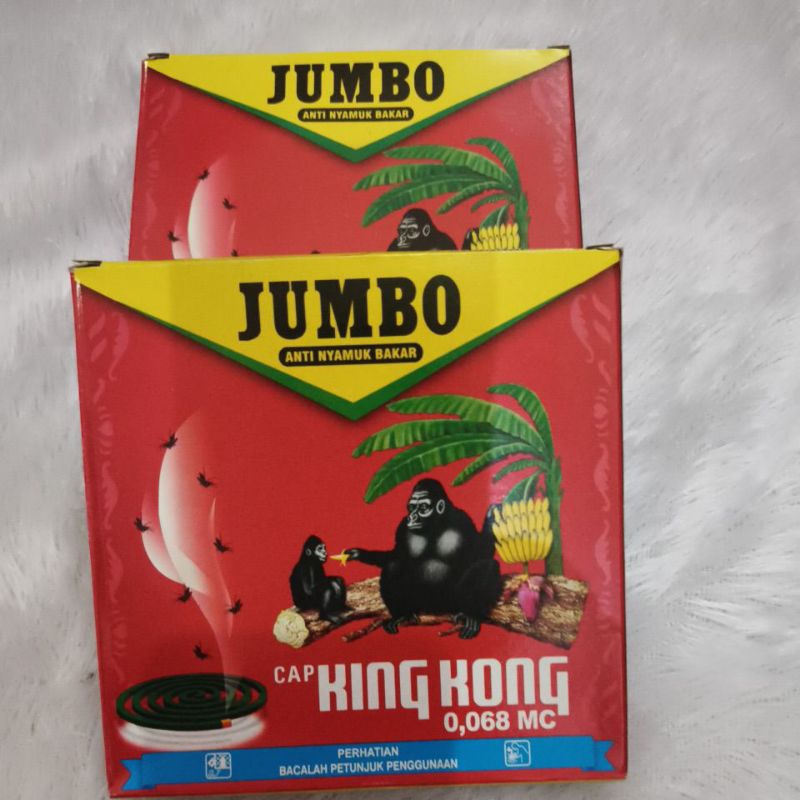 JUMBO
ANTI NYAMUK BAKAR
JUMBO
ANTI NYAMUK BAKAR
CAP KING KONG
0,068 MC
PERHATIAN
BACALAH PETUNJUK PENGGUNAAN